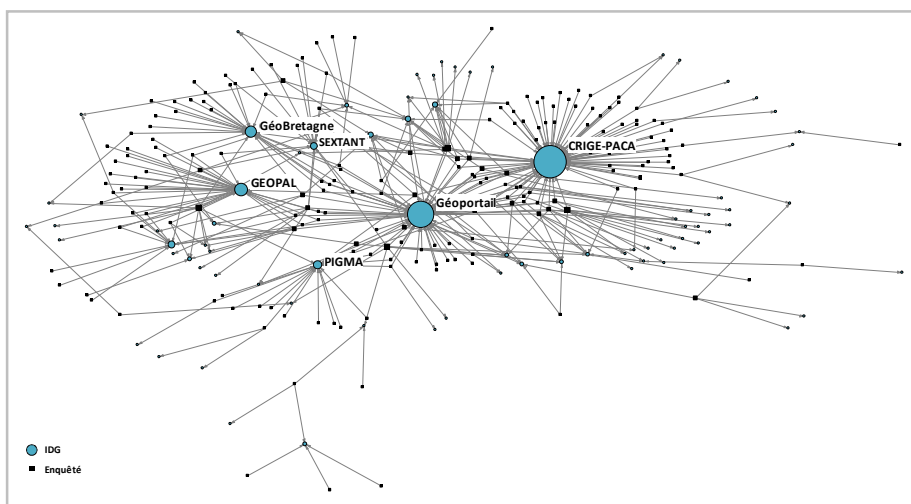 GéoBretagne
SEXTANT
CRIGE-PACA
GEOPAL
Géoportail
PIGMA
IDG
Enquêté